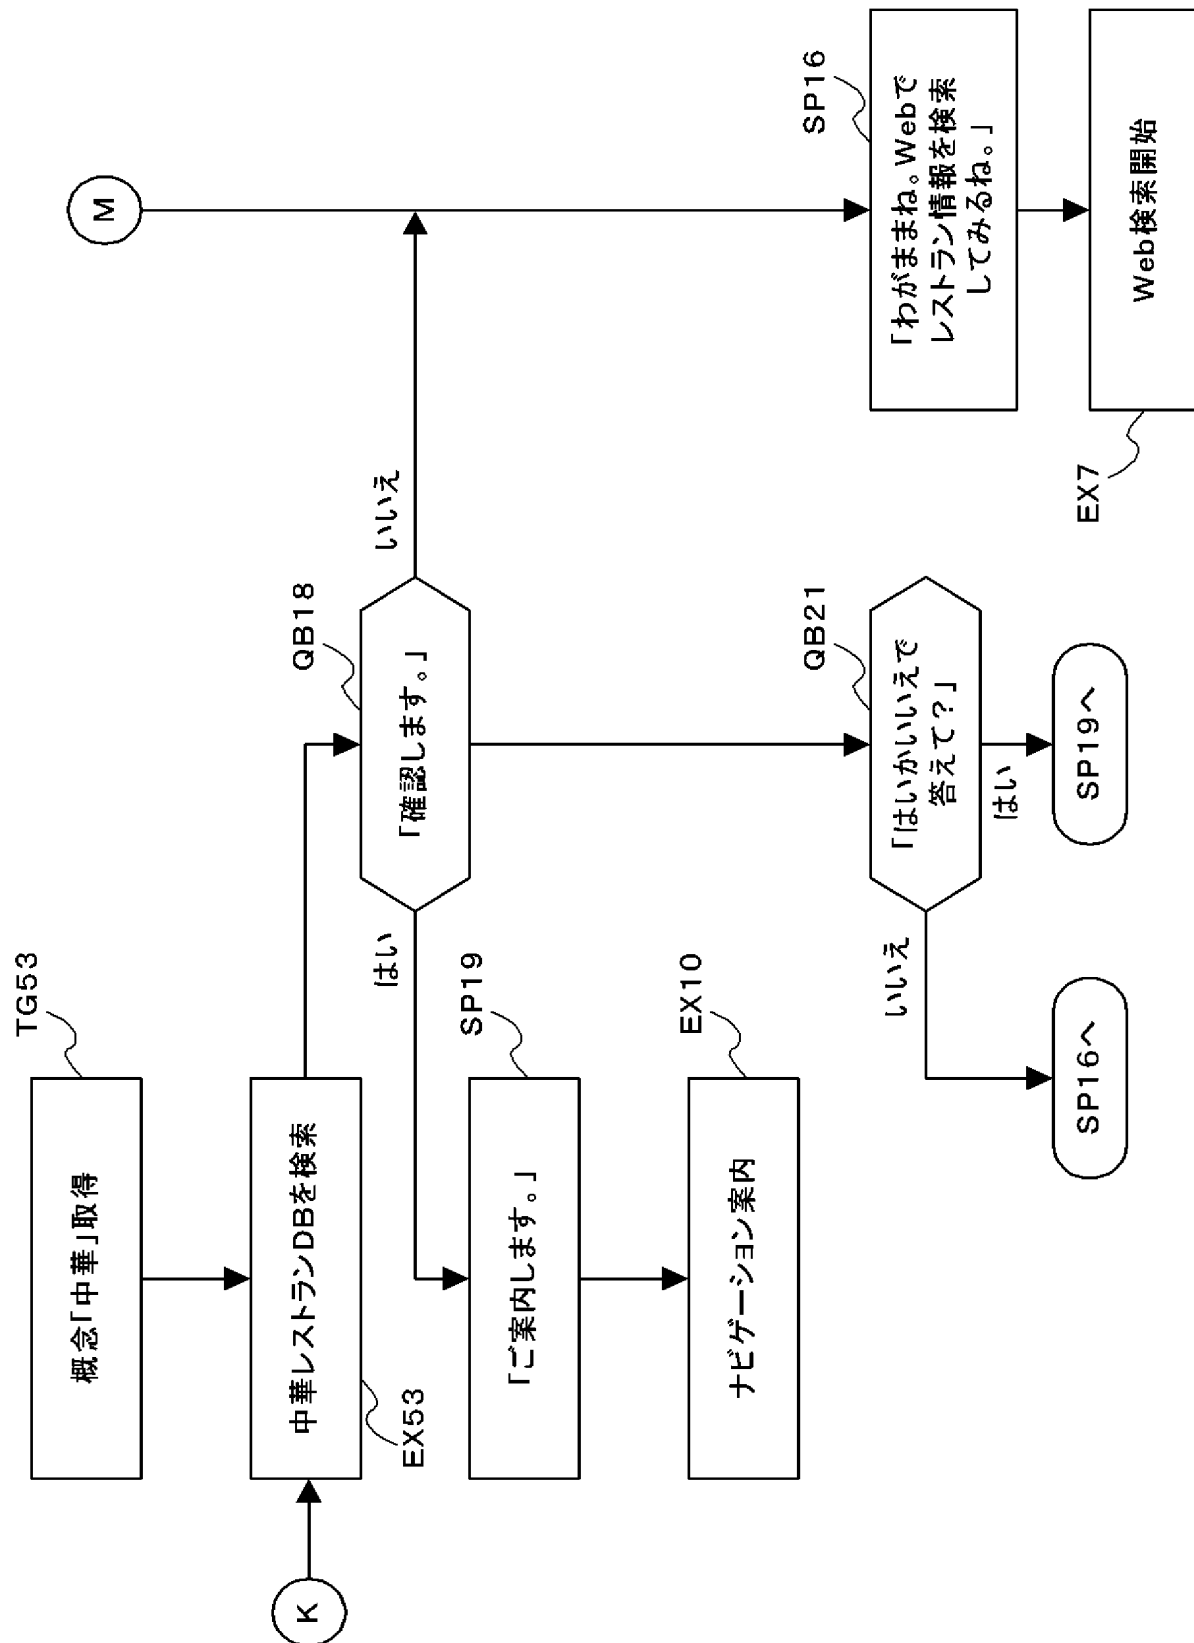 TG53
概念「中華」取得
K
中華レストランDBを検索
EX53
QB18
「確認します。」
はい
いいえ
M
SP19
「ご案内します。」
EX10
ナビゲーション案内
QB21
「はいかいいえで
答えて？」
いいえ
はい
SP16へ
SP19へ
SP16
「わがままね。Webで
レストラン情報を検索
してみるね。」
EX7
Web検索開始